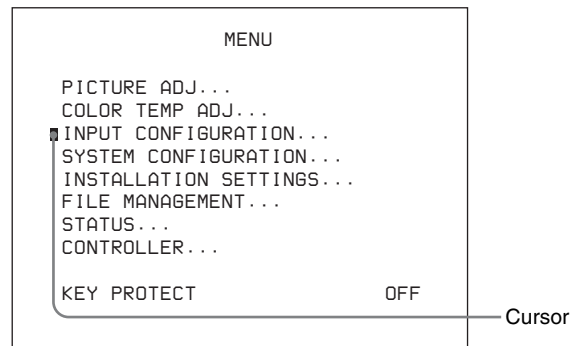 MENU
PICTURE ADJ...
COLOR TEMP ADJ...
INPUT CONFIGURATION...
SYSTEM CONFIGURATION...
INSTALLATION SETTINGS...
FILE MANAGEMENT...
STATUS...
CONTROLLER...
KEY PROTECT OFF
Cursor